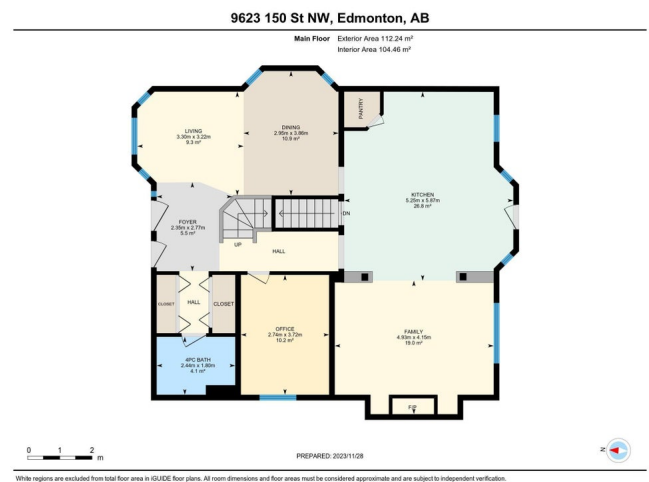 9623 150 St NW, Edmonton, AB
Main Floor Exterior Area 112.24 m²
Interior Area 104.46 m²
PANTRY
LIVING
3.30m x 3.22m
9.3 m²
DINING
2.95m x 3.86m
10.9 m²
KITCHEN
5.25m x 5.87m
26.8 m²
FOYER
2.35m x 2.77m
5.5 m²
DN
UP
HALL
CLOSET
HALL
CLOSET
OFFICE
2.74m x 3.72m
10.2 m²
FAMILY
4.93m x 4.15m
19.0 m²
4PC BATH
2.44m x 1.80m
4.1 m²
F/P
0 1 2
m
PREPARED: 2023/11/28
N
White regions are excluded from total floor area in iGUIDE floor plans. All room dimensions and floor areas must be considered approximate and are subject to independent verification.